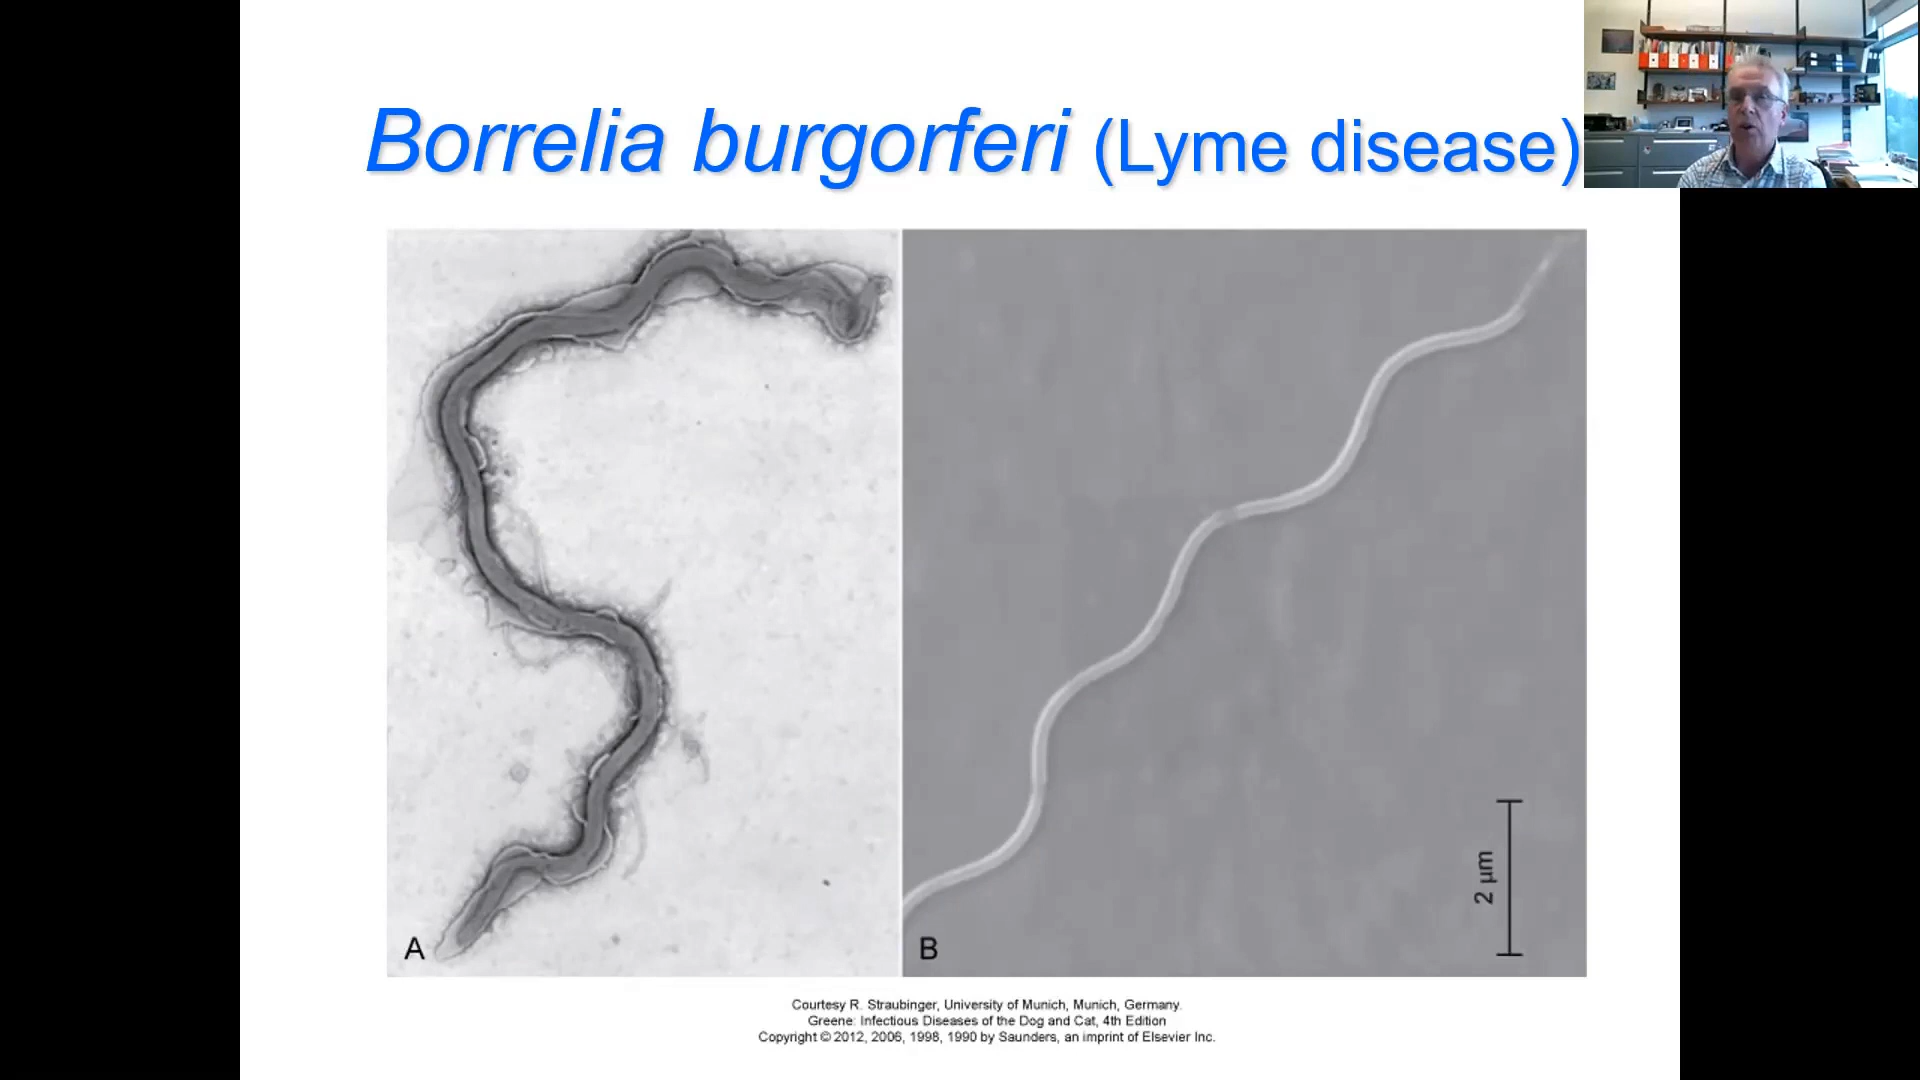 Borrelia burgorferi (Lyme disease)
A
B
2 µm
Courtesy R. Straubinger, University of Munich, Munich, Germany.
Greene: Infectious Diseases of the Dog and Cat, 4th Edition
Copyright © 2012, 2006, 1998, 1990 by Saunders, an imprint of Elsevier Inc.